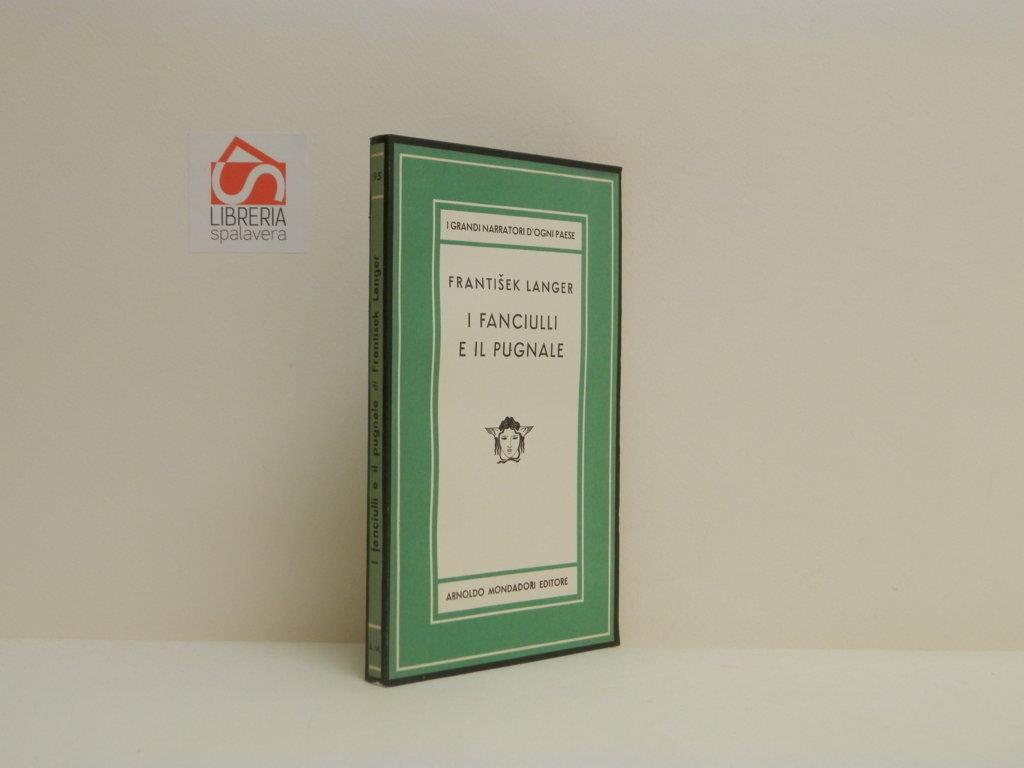 LIBRERIA
spalavera
195
I fanciulli e il pugnale di František Langer
A. M.
I GRANDI NARRATORI D'OGNI PAESE
FRANTIŠEK LANGER
I FANCIULLI
E IL PUGNALE
ARNOLDO MONDADORI EDITORE